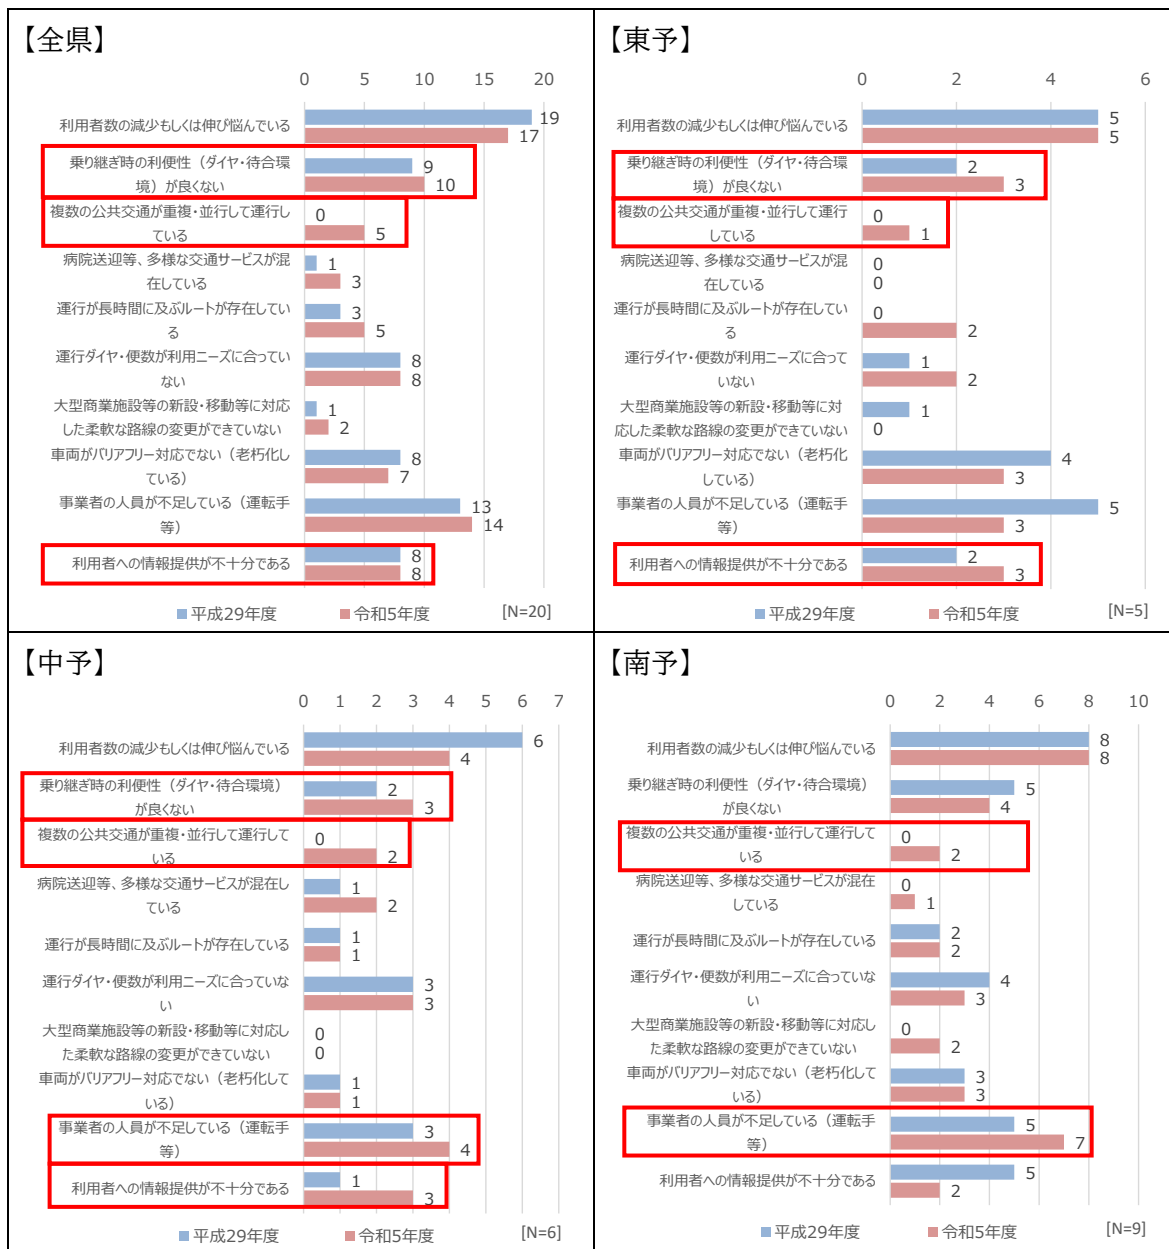 【全県】
0 5 10 15 20
利用者数の減少もしくは伸び悩んでいる
19
17
乗り継ぎ時の利便性（ダイヤ・待合環
境）が良くない
9
10
複数の公共交通が重複・並行して運行し
ている
0
5
病院送迎等、多様な交通サービスが混
在している
1
3
運行が長時間に及ぶルートが存在してい
る
3
5
運行ダイヤ・便数が利用ニーズに合ってい
ない
8
8
大型商業施設等の新設・移動等に対応
した柔軟な路線の変更ができていない
1
2
車両がバリアフリー対応でない（老朽化し
ている）
8
7
事業者の人員が不足している（運転手
等）
13
14
利用者への情報提供が不十分である
8
8
平成29年度 令和5年度 [N=20]
【東予】
0 2 4 6
利用者数の減少もしくは伸び悩んでいる
5
5
乗り継ぎ時の利便性（ダイヤ・待合環
境）が良くない
2
3
複数の公共交通が重複・並行して運行
している
0
1
病院送迎等、多様な交通サービスが混
在している
0
0
運行が長時間に及ぶルートが存在してい
る
0
2
運行ダイヤ・便数が利用ニーズに合って
いない
1
2
大型商業施設等の新設・移動等に対
応した柔軟な路線の変更ができていない
1
0
車両がバリアフリー対応でない（老朽化
している）
4
3
事業者の人員が不足している（運転手
等）
5
3
利用者への情報提供が不十分である
2
3
平成29年度 令和5年度 [N=5]
【中予】
0 1 2 3 4 5 6 7
利用者数の減少もしくは伸び悩んでいる
6
4
乗り継ぎ時の利便性（ダイヤ・待合環境）
が良くない
2
3
複数の公共交通が重複・並行して運行して
いる
0
2
病院送迎等、多様な交通サービスが混在し
ている
1
2
運行が長時間に及ぶルートが存在している
1
1
運行ダイヤ・便数が利用ニーズに合っていな
い
3
3
大型商業施設等の新設・移動等に対応し
た柔軟な路線の変更ができていない
0
0
車両がバリアフリー対応でない（老朽化して
いる）
1
1
事業者の人員が不足している（運転手
等）
3
4
利用者への情報提供が不十分である
1
3
平成29年度 令和5年度 [N=6]
【南予】
0 2 4 6 8 10
利用者数の減少もしくは伸び悩んでいる
8
8
乗り継ぎ時の利便性（ダイヤ・待合環境）
が良くない
5
4
複数の公共交通が重複・並行して運行して
いる
0
2
病院送迎等、多様な交通サービスが混在
している
0
1
運行が長時間に及ぶルートが存在している
2
2
運行ダイヤ・便数が利用ニーズに合っていな
い
4
3
大型商業施設等の新設・移動等に対応し
た柔軟な路線の変更ができていない
0
2
車両がバリアフリー対応でない（老朽化して
いる）
3
3
事業者の人員が不足している（運転手
等）
5
7
利用者への情報提供が不十分である
5
2
平成29年度 令和5年度 [N=9]